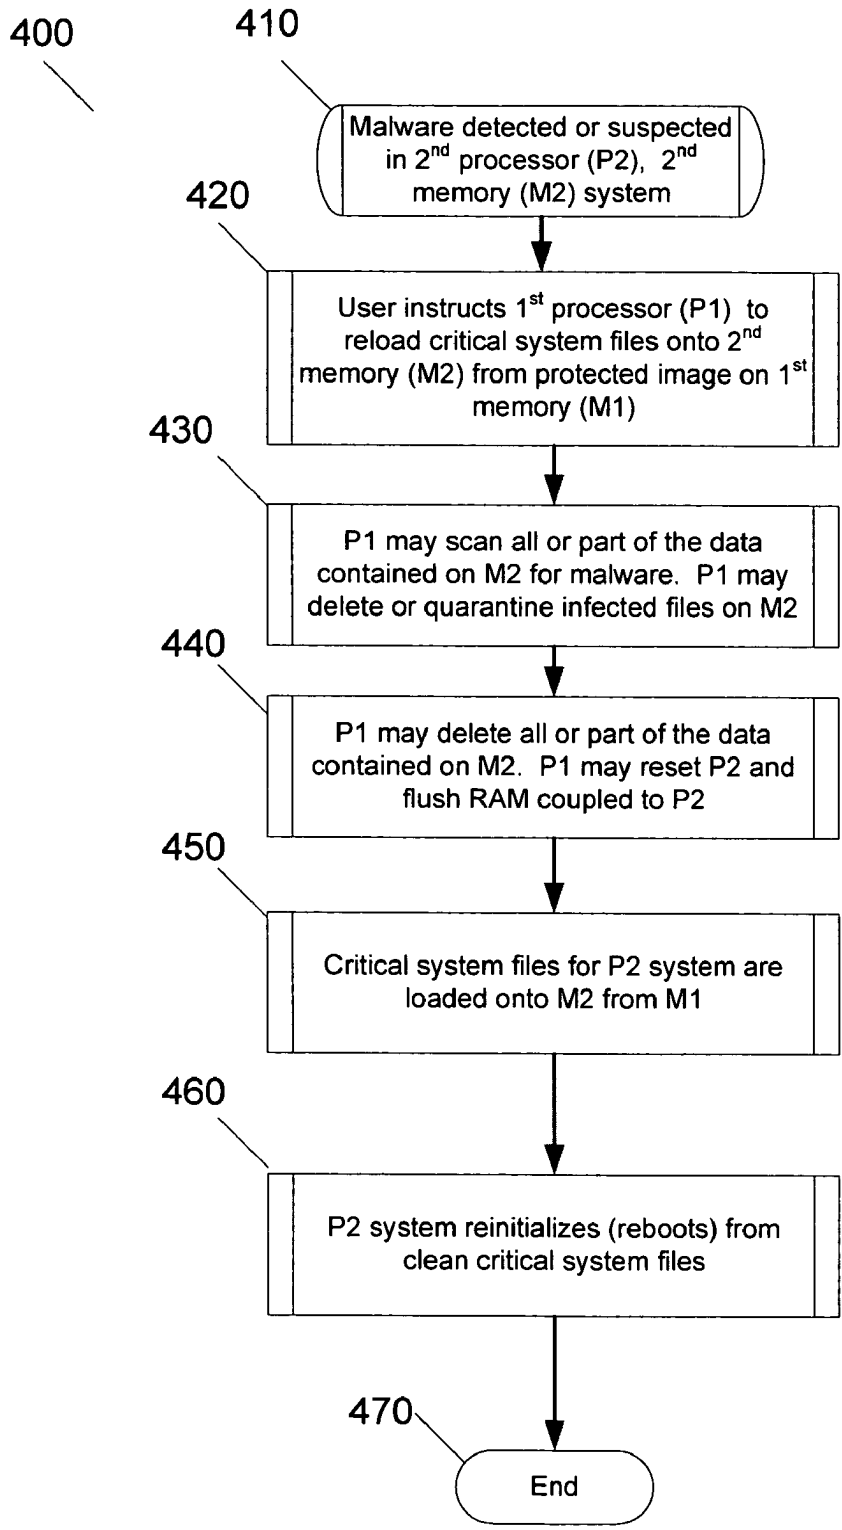 400
410
Malware detected or suspected
in 2nd processor (P2), 2nd
memory (M2) system
420
User instructs 1st processor (P1) to
reload critical system files onto 2nd
memory (M2) from protected image on 1st
memory (M1)
430
P1 may scan all or part of the data
contained on M2 for malware. P1 may
delete or quarantine infected files on M2
440
P1 may delete all or part of the data
contained on M2. P1 may reset P2 and
flush RAM coupled to P2
450
Critical system files for P2 system are
loaded onto M2 from M1
460
P2 system reinitializes (reboots) from
clean critical system files
470
End